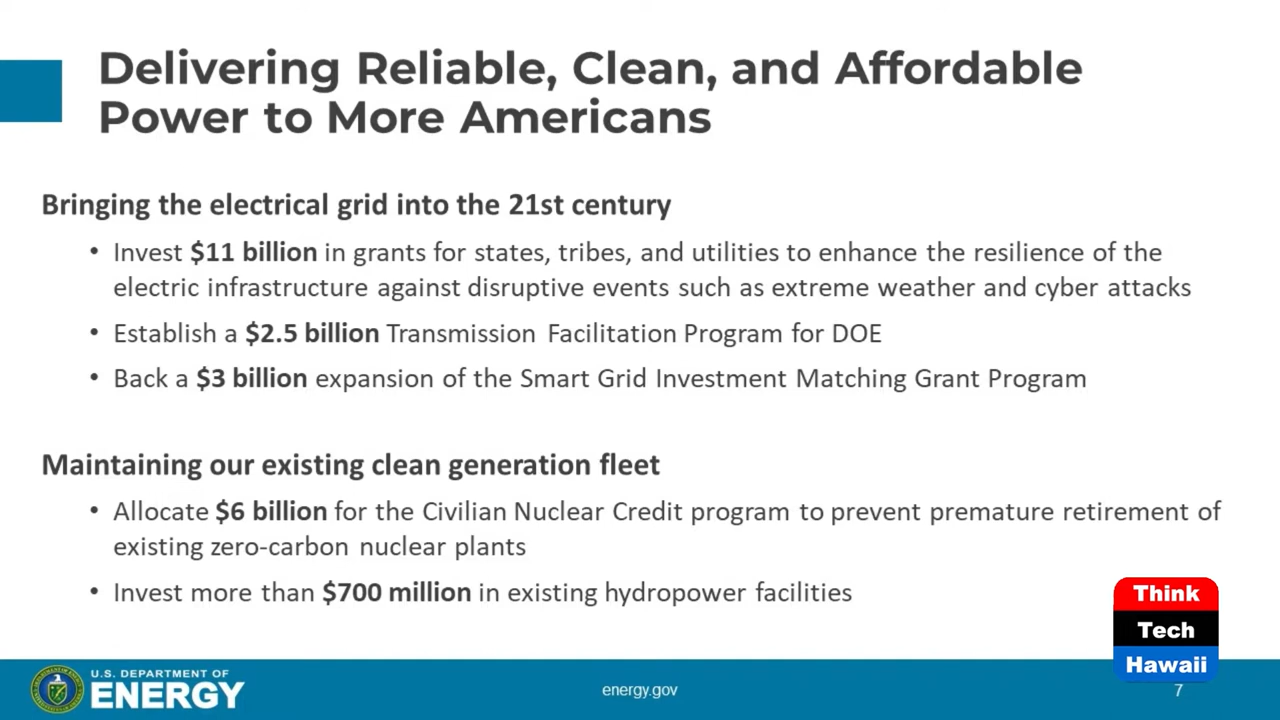 Delivering Reliable, Clean, and Affordable
Power to More Americans
Bringing the electrical grid into the 21st century
• Invest $11 billion in grants for states, tribes, and utilities to enhance the resilience of the
electric infrastructure against disruptive events such as extreme weather and cyber attacks
• Establish a $2.5 billion Transmission Facilitation Program for DOE
• Back a $3 billion expansion of the Smart Grid Investment Matching Grant Program
Maintaining our existing clean generation fleet
• Allocate $6 billion for the Civilian Nuclear Credit program to prevent premature retirement of
existing zero-carbon nuclear plants
• Invest more than $700 million in existing hydropower facilities
Think
Tech
Hawaii
U.S. DEPARTMENT OF
ENERGY
energy.gov
7